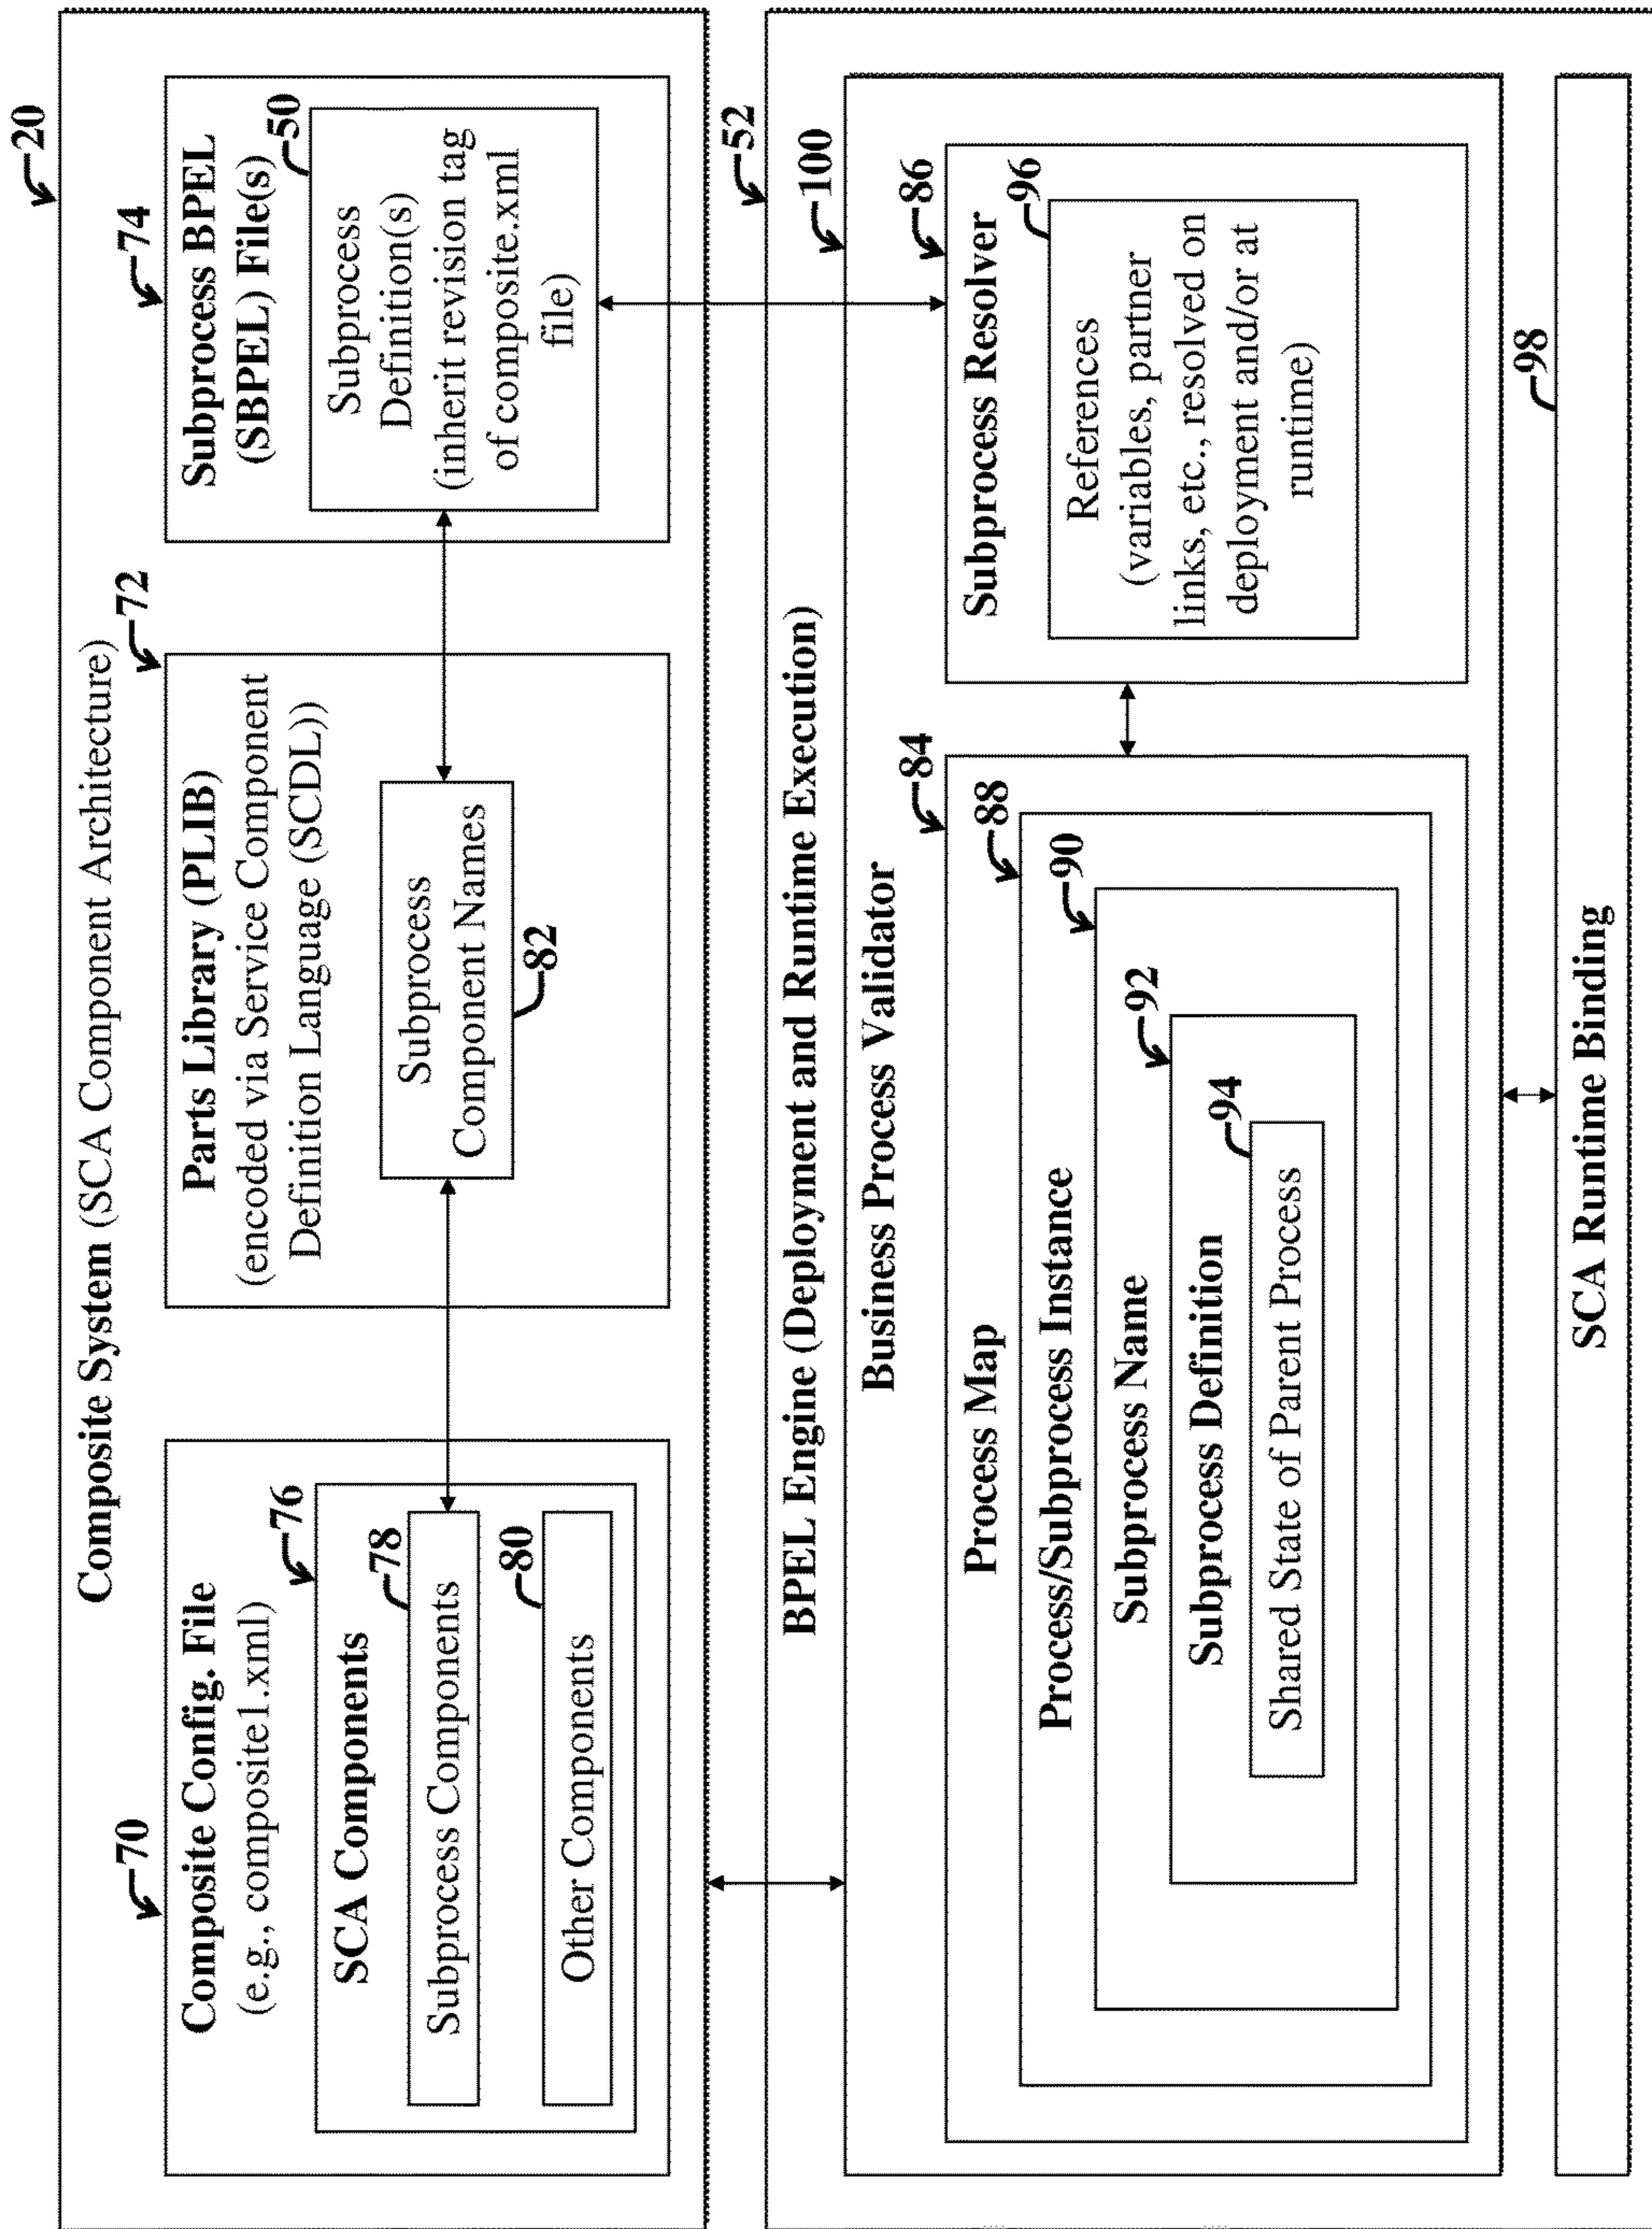 20
Composite System (SCA Component Architecture)
70
Composite Config. File
(e.g., composite1.xml)
76
SCA Components
78
Subprocess Components
80
Other Components
72
Parts Library (PLIB)
(encoded via Service Component
Definition Language (SCDL))
Subprocess
Component Names
82
74
Subprocess BPEL
(SBPEL) File(s)
50
Subprocess
Definition(s)
(inherit revision tag
of composite.xml
file)
52
BPEL Engine (Deployment and Runtime Execution)
100
Business Process Validator
84
Process Map
88
Process/Subprocess Instance
90
Subprocess Name
92
Subprocess Definition
94
Shared State of Parent Process
86
Subprocess Resolver
96
References
(variables, partner
links, etc., resolved on
deployment and/or at
runtime)
98
SCA Runtime Binding